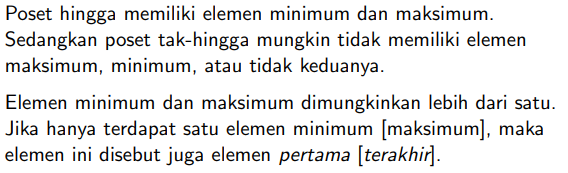 Poset hingga memiliki elemen minimum dan maksimum.
Sedangkan poset tak-hingga mungkin tidak memiliki elemen
maksimum, minimum, atau tidak keduanya.
Elemen minimum dan maksimum dimungkinkan lebih dari satu.
Jika hanya terdapat satu elemen minimum [maksimum], maka
elemen ini disebut juga elemen pertama [terakhir].